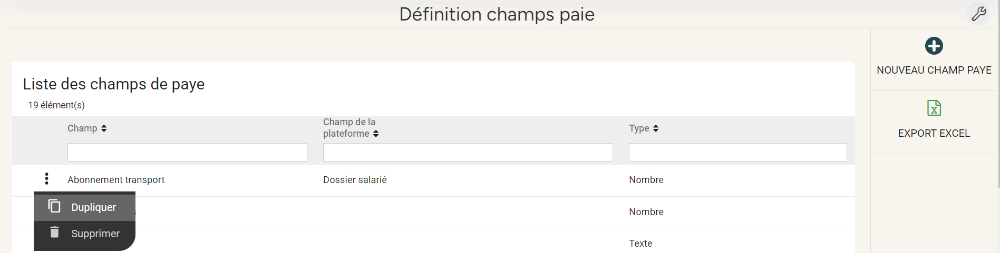 Définition champs paie
NOUVEAU CHAMP PAYE
EXPORT EXCEL
Liste des champs de paye
19 élément(s)
Champ
Champ de la
plateforme
Type
Abonnement transport Dossier salarié Nombre
Dupliquer
Nombre
Supprimer
Texte